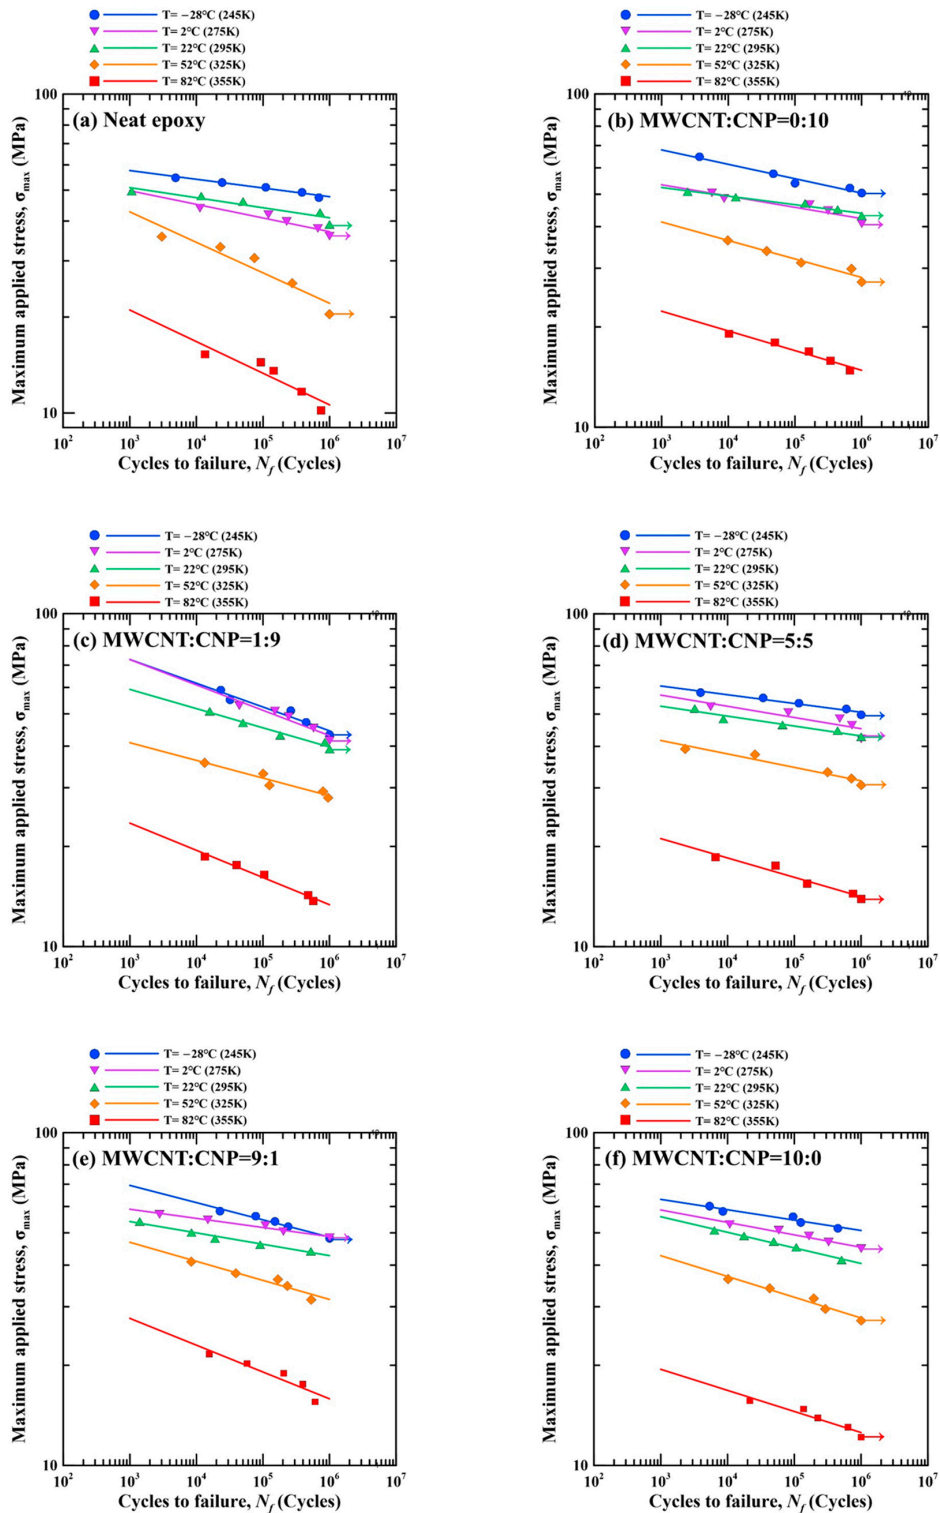 T= −28°C (245K)
T= 2°C (275K)
T= 22°C (295K)
T= 52°C (325K)
T= 82°C (355K)
(a) Neat epoxy
Maximum applied stress, σmax (MPa)
100
10
10² 10³ 10⁴ 10⁵ 10⁶ 10⁷
Cycles to failure, Nf (Cycles)
T= −28°C (245K)
T= 2°C (275K)
T= 22°C (295K)
T= 52°C (325K)
T= 82°C (355K)
(b) MWCNT:CNP=0:10
Maximum applied stress, σmax (MPa)
100
10
10² 10³ 10⁴ 10⁵ 10⁶ 10⁷
Cycles to failure, Nf (Cycles)
T= −28°C (245K)
T= 2°C (275K)
T= 22°C (295K)
T= 52°C (325K)
T= 82°C (355K)
(c) MWCNT:CNP=1:9
Maximum applied stress, σmax (MPa)
100
10
10² 10³ 10⁴ 10⁵ 10⁶ 10⁷
Cycles to failure, Nf (Cycles)
T= −28°C (245K)
T= 2°C (275K)
T= 22°C (295K)
T= 52°C (325K)
T= 82°C (355K)
(d) MWCNT:CNP=5:5
Maximum applied stress, σmax (MPa)
100
10
10² 10³ 10⁴ 10⁵ 10⁶ 10⁷
Cycles to failure, Nf (Cycles)
T= −28°C (245K)
T= 2°C (275K)
T= 22°C (295K)
T= 52°C (325K)
T= 82°C (355K)
(e) MWCNT:CNP=9:1
Maximum applied stress, σmax (MPa)
100
10
10² 10³ 10⁴ 10⁵ 10⁶ 10⁷
Cycles to failure, Nf (Cycles)
T= −28°C (245K)
T= 2°C (275K)
T= 22°C (295K)
T= 52°C (325K)
T= 82°C (355K)
(f) MWCNT:CNP=10:0
Maximum applied stress, σmax (MPa)
100
10
10² 10³ 10⁴ 10⁵ 10⁶ 10⁷
Cycles to failure, Nf (Cycles)